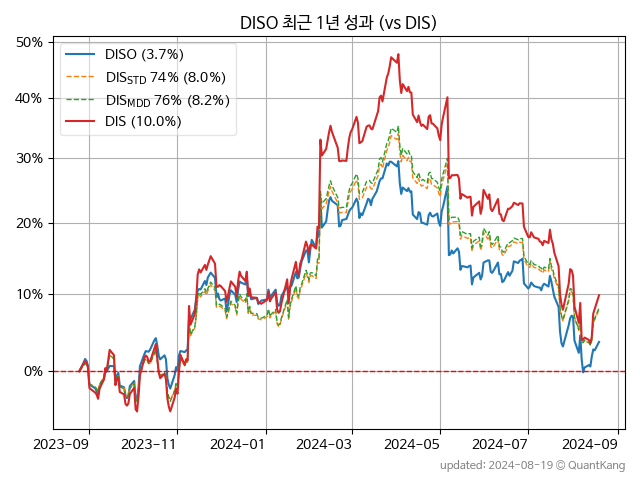 DISO 최근 1년 성과 (vs DIS)
50%
40%
30%
20%
10%
0%
DISO (3.7%)
DIS_STD 74% (8.0%)
DIS_MDD 76% (8.2%)
DIS (10.0%)
2023-09 2023-11 2024-01 2024-03 2024-05 2024-07 2024-09
updated: 2024-08-19 © QuantKang